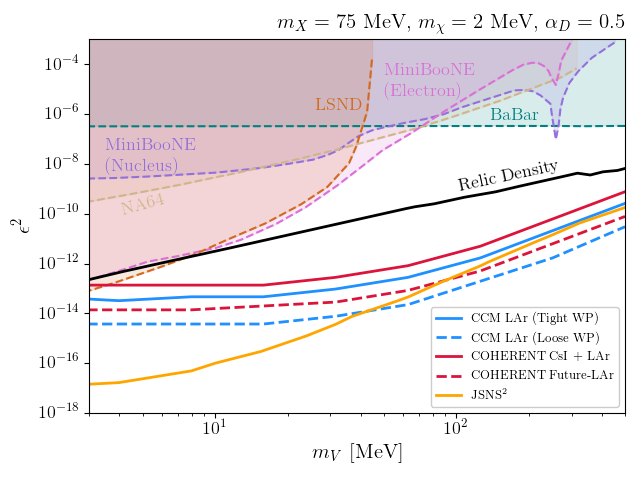 m_X = 75 MeV, m_χ = 2 MeV, α_D = 0.5
10^−4
10^−6
10^−8
10^−10
10^−12
10^−14
10^−16
10^−18
ϵ^2
MiniBooNE
(Electron)
LSND
BaBar
MiniBooNE
(Nucleus)
Relic Density
NA64
CCM LAr (Tight WP)
CCM LAr (Loose WP)
COHERENT CsI + LAr
COHERENT Future-LAr
JSNS^2
10^1
10^2
m_V [MeV]